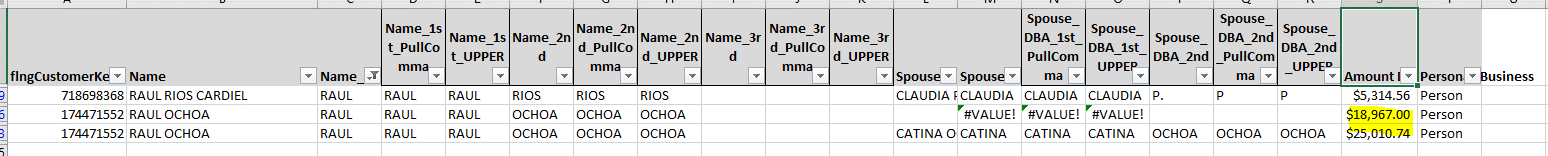 A B C D E F G H I J K L M N O P Q R S T U
flngCustomerKe Name Name_ Name_1st_PullComma Name_1st_UPPER Name_2nd Name_2nd_PullComma Name_2nd_UPPER Name_3rd Name_3rd_PullComma Name_3rd_UPPER Spouse Spouse Spouse_DBA_1st_PullComma Spouse_DBA_1st_UPPER Spouse_DBA_2nd Spouse_DBA_2nd_PullComma Spouse_DBA_2nd_UPPER Amount Person Business
9 718698368 RAUL RIOS CARDIEL RAUL RAUL RAUL RIOS RIOS RIOS CLAUDIA CLAUDIA CLAUDIA CLAUDIA P. P P $5,314.56 Person
6 174471552 RAUL OCHOA RAUL RAUL RAUL OCHOA OCHOA OCHOA #VALUE! #VALUE! #VALUE! $18,967.00 Person
3 174471552 RAUL OCHOA RAUL RAUL RAUL OCHOA OCHOA OCHOA CATINA O CATINA CATINA CATINA OCHOA OCHOA OCHOA $25,010.74 Person